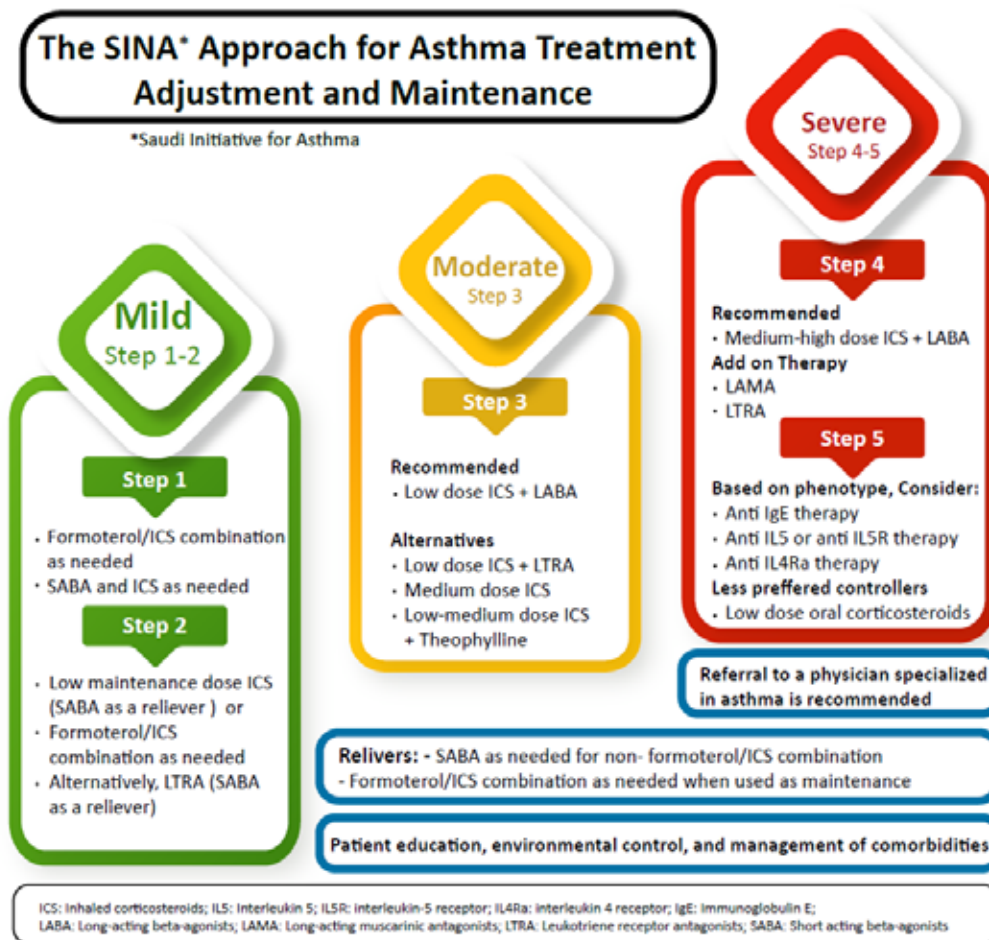 The SINA* Approach for Asthma Treatment
Adjustment and Maintenance
*Saudi Initiative for Asthma
Mild
Step 1-2
Step 1
· Formoterol/ICS combination
as needed
· SABA and ICS as needed
Step 2
· Low maintenance dose ICS
(SABA as a reliever ) or
· Formoterol/ICS
combination as needed
· Alternatively, LTRA (SABA
as a reliever)
Moderate
Step 3
Step 3
Recommended
· Low dose ICS + LABA
Alternatives
· Low dose ICS + LTRA
· Medium dose ICS
· Low-medium dose ICS
+ Theophylline
Severe
Step 4-5
Step 4
Recommended
· Medium-high dose ICS + LABA
Add on Therapy
· LAMA
· LTRA
Step 5
Based on phenotype, Consider:
· Anti IgE therapy
· Anti IL5 or anti IL5R therapy
· Anti IL4Ra therapy
Less preffered controllers
· Low dose oral corticosteroids
Referral to a physician specialized
in asthma is recommended
Relivers: - SABA as needed for non- formoterol/ICS combination
- Formoterol/ICS combination as needed when used as maintenance
Patient education, environmental control, and management of comorbidities
ICS: Inhaled corticosteroids; IL5: Interleukin 5; IL5R: interleukin-5 receptor; IL4Ra: interleukin 4 receptor; IgE: Immunoglobulin E;
LABA: Long-acting beta-agonists; LAMA: Long-acting muscarinic antagonists; LTRA: Leukotriene receptor antagonists; SABA: Short acting beta-agonists